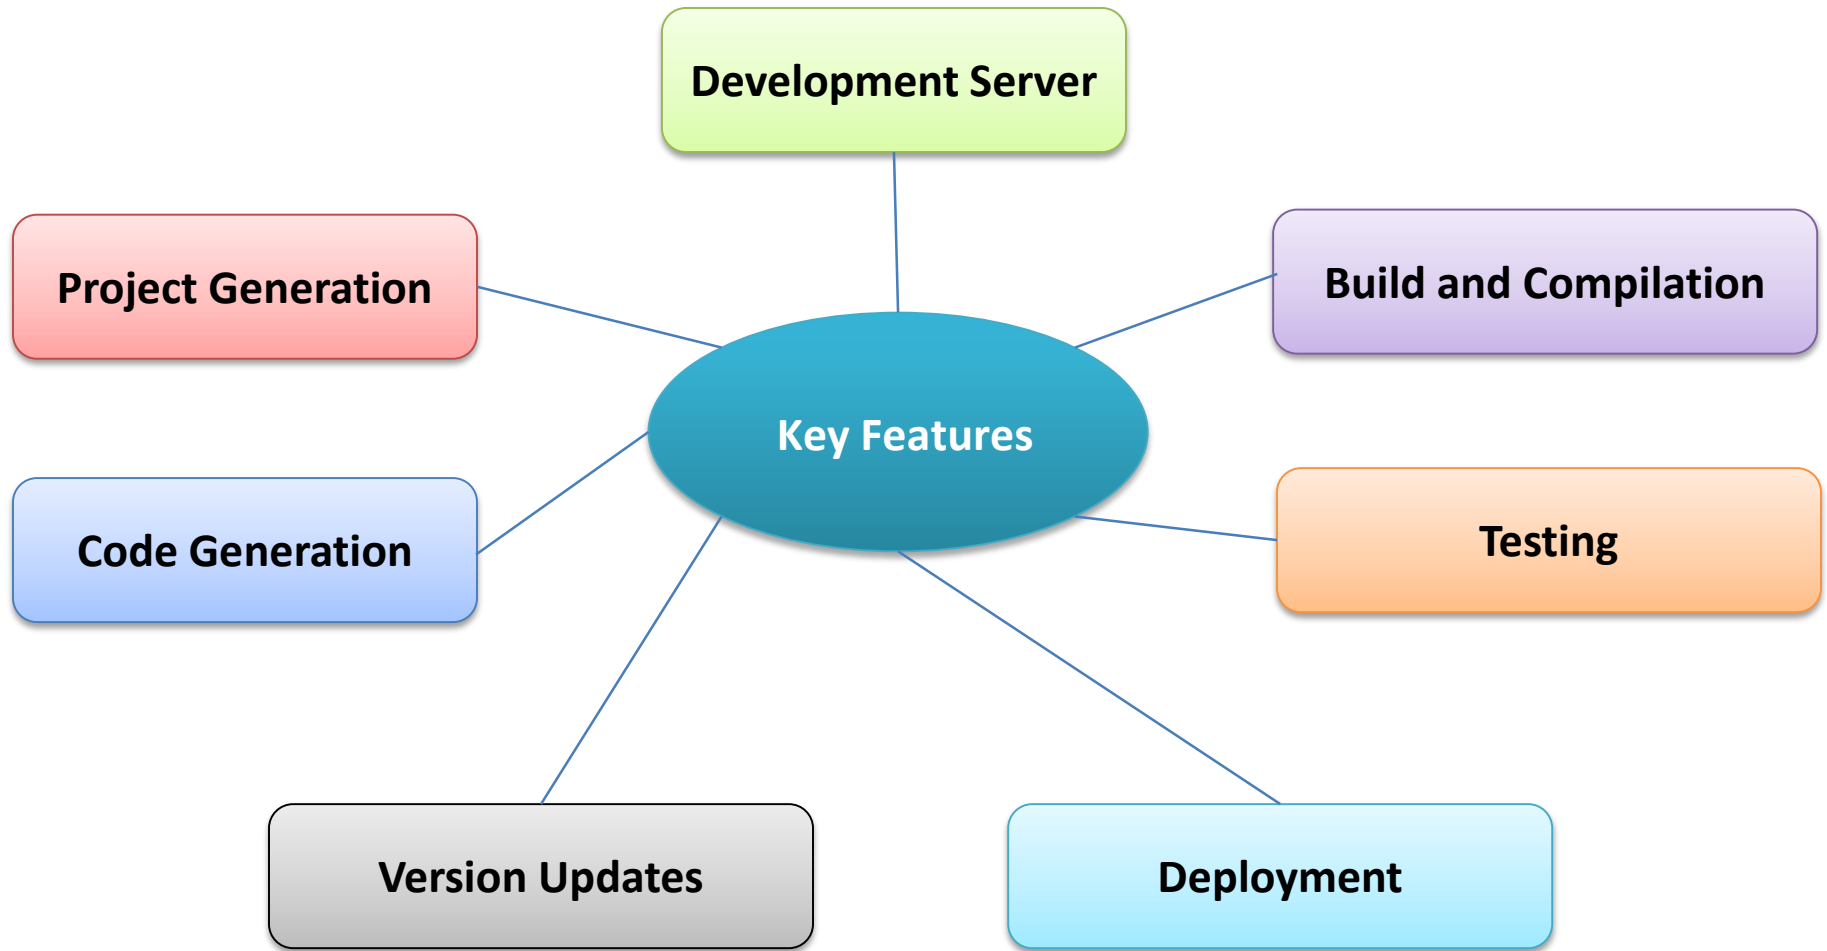 Development Server
Project Generation
Build and Compilation
Key Features
Code Generation
Testing
Version Updates
Deployment